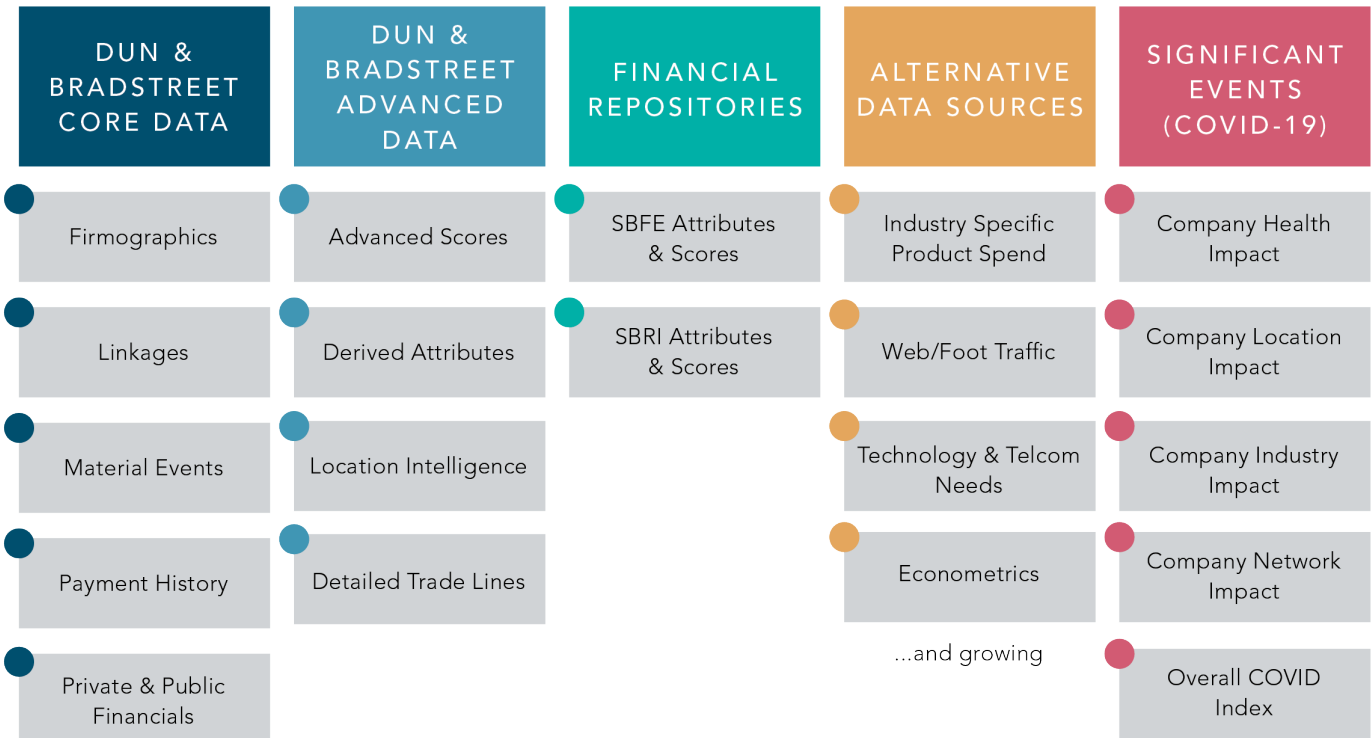 DUN &
BRADSTREET
CORE DATA
Firmographics
Linkages
Material Events
Payment History
Private & Public
Financials
DUN &
BRADSTREET
ADVANCED
DATA
Advanced Scores
Derived Attributes
Location Intelligence
Detailed Trade Lines
FINANCIAL
REPOSITORIES
SBFE Attributes
& Scores
SBRI Attributes
& Scores
ALTERNATIVE
DATA SOURCES
Industry Specific
Product Spend
Web/Foot Traffic
Technology & Telcom
Needs
Econometrics
...and growing
SIGNIFICANT
EVENTS
(COVID-19)
Company Health
Impact
Company Location
Impact
Company Industry
Impact
Company Network
Impact
Overall COVID
Index